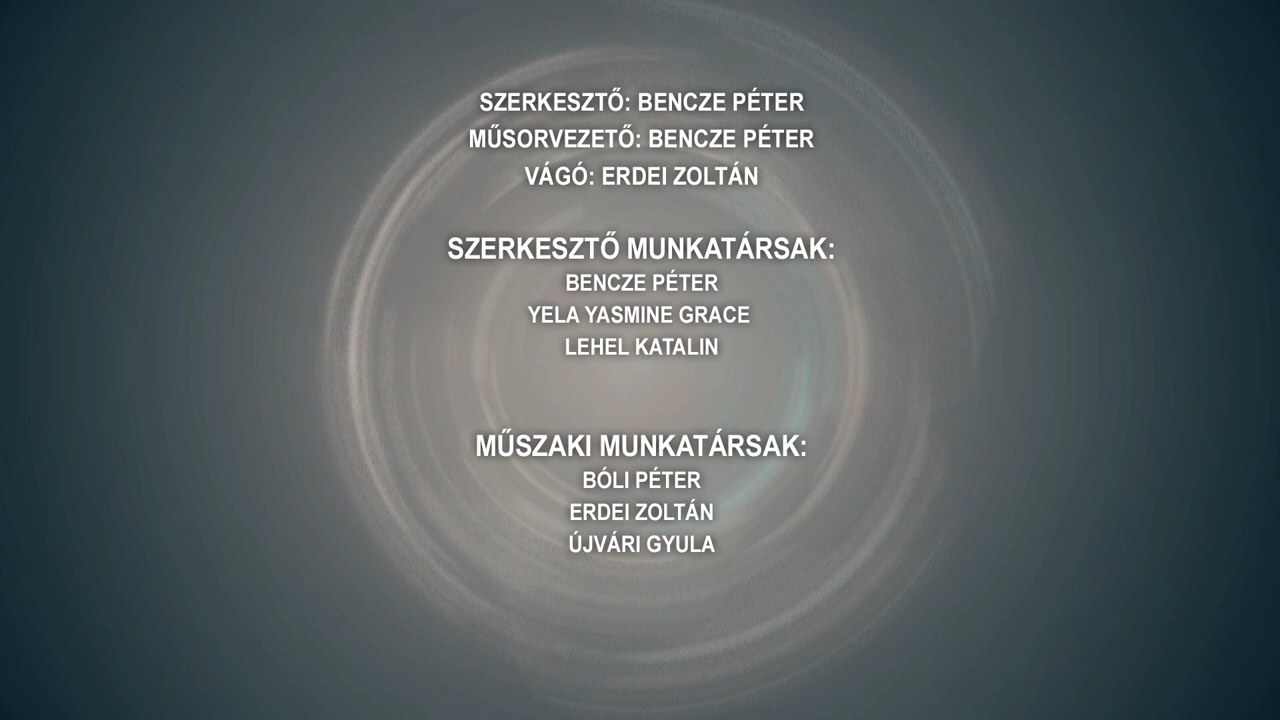 SZERKESZTŐ: BENCZE PÉTER
MŰSORVEZETŐ: BENCZE PÉTER
VÁGÓ: ERDEI ZOLTÁN
SZERKESZTŐ MUNKATÁRSAK:
BENCZE PÉTER
YELA YASMINE GRACE
LEHEL KATALIN
MŰSZAKI MUNKATÁRSAK:
BÓLI PÉTER
ERDEI ZOLTÁN
ÚJVÁRI GYULA